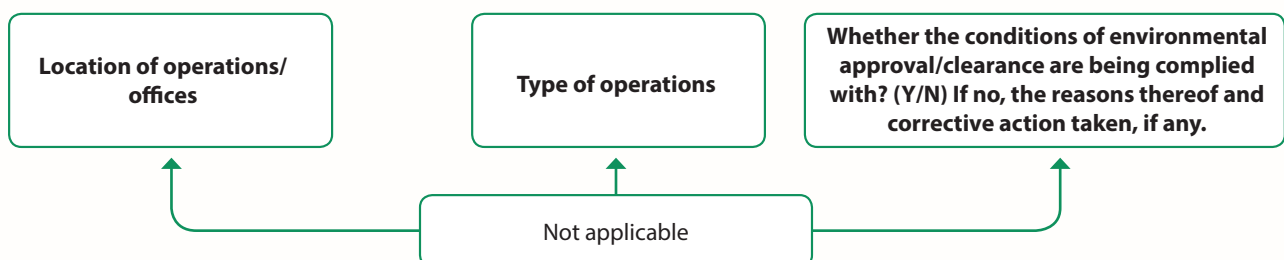 Location of operations/
offices
Type of operations
Whether the conditions of environmental
approval/clearance are being complied
with? (Y/N) If no, the reasons thereof and
corrective action taken, if any.
Not applicable